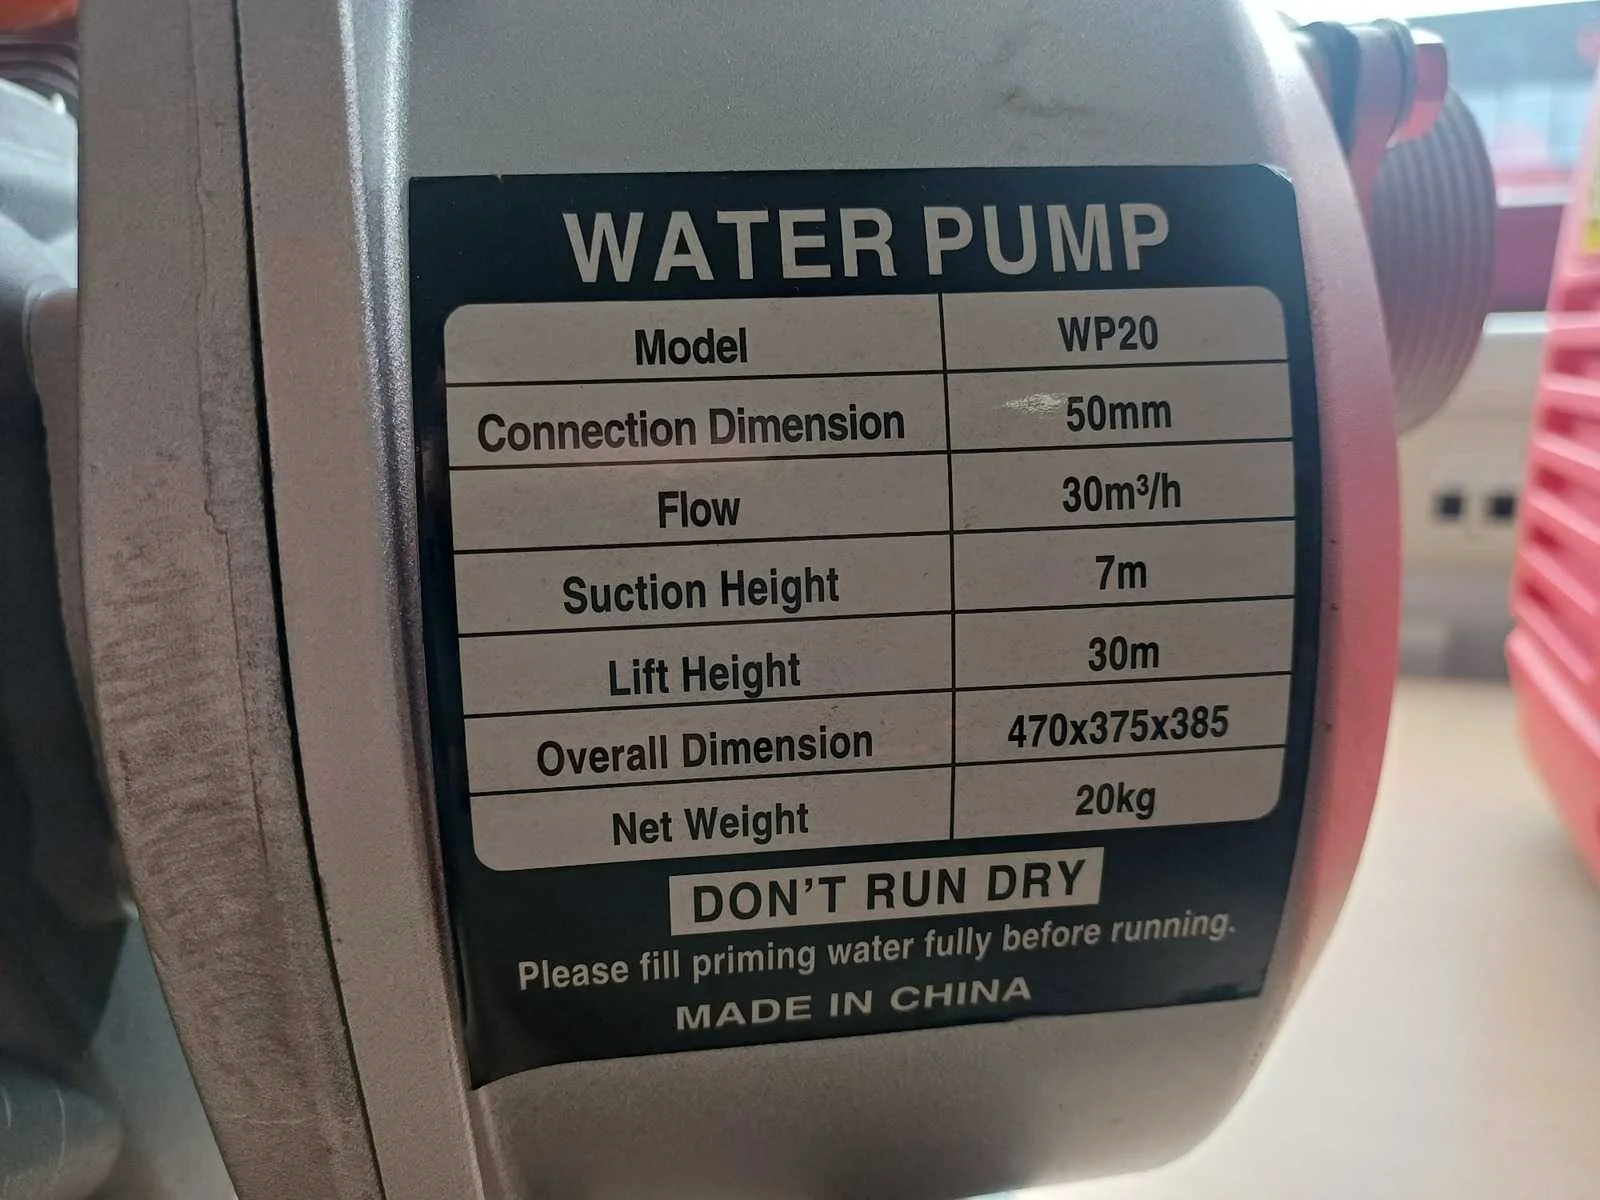 WATER PUMP
Model WP20
Connection Dimension 50mm
Flow 30m³/h
Suction Height 7m
Lift Height 30m
Overall Dimension 470x375x385
Net Weight 20kg
DON'T RUN DRY
Please fill priming water fully before running.
MADE IN CHINA